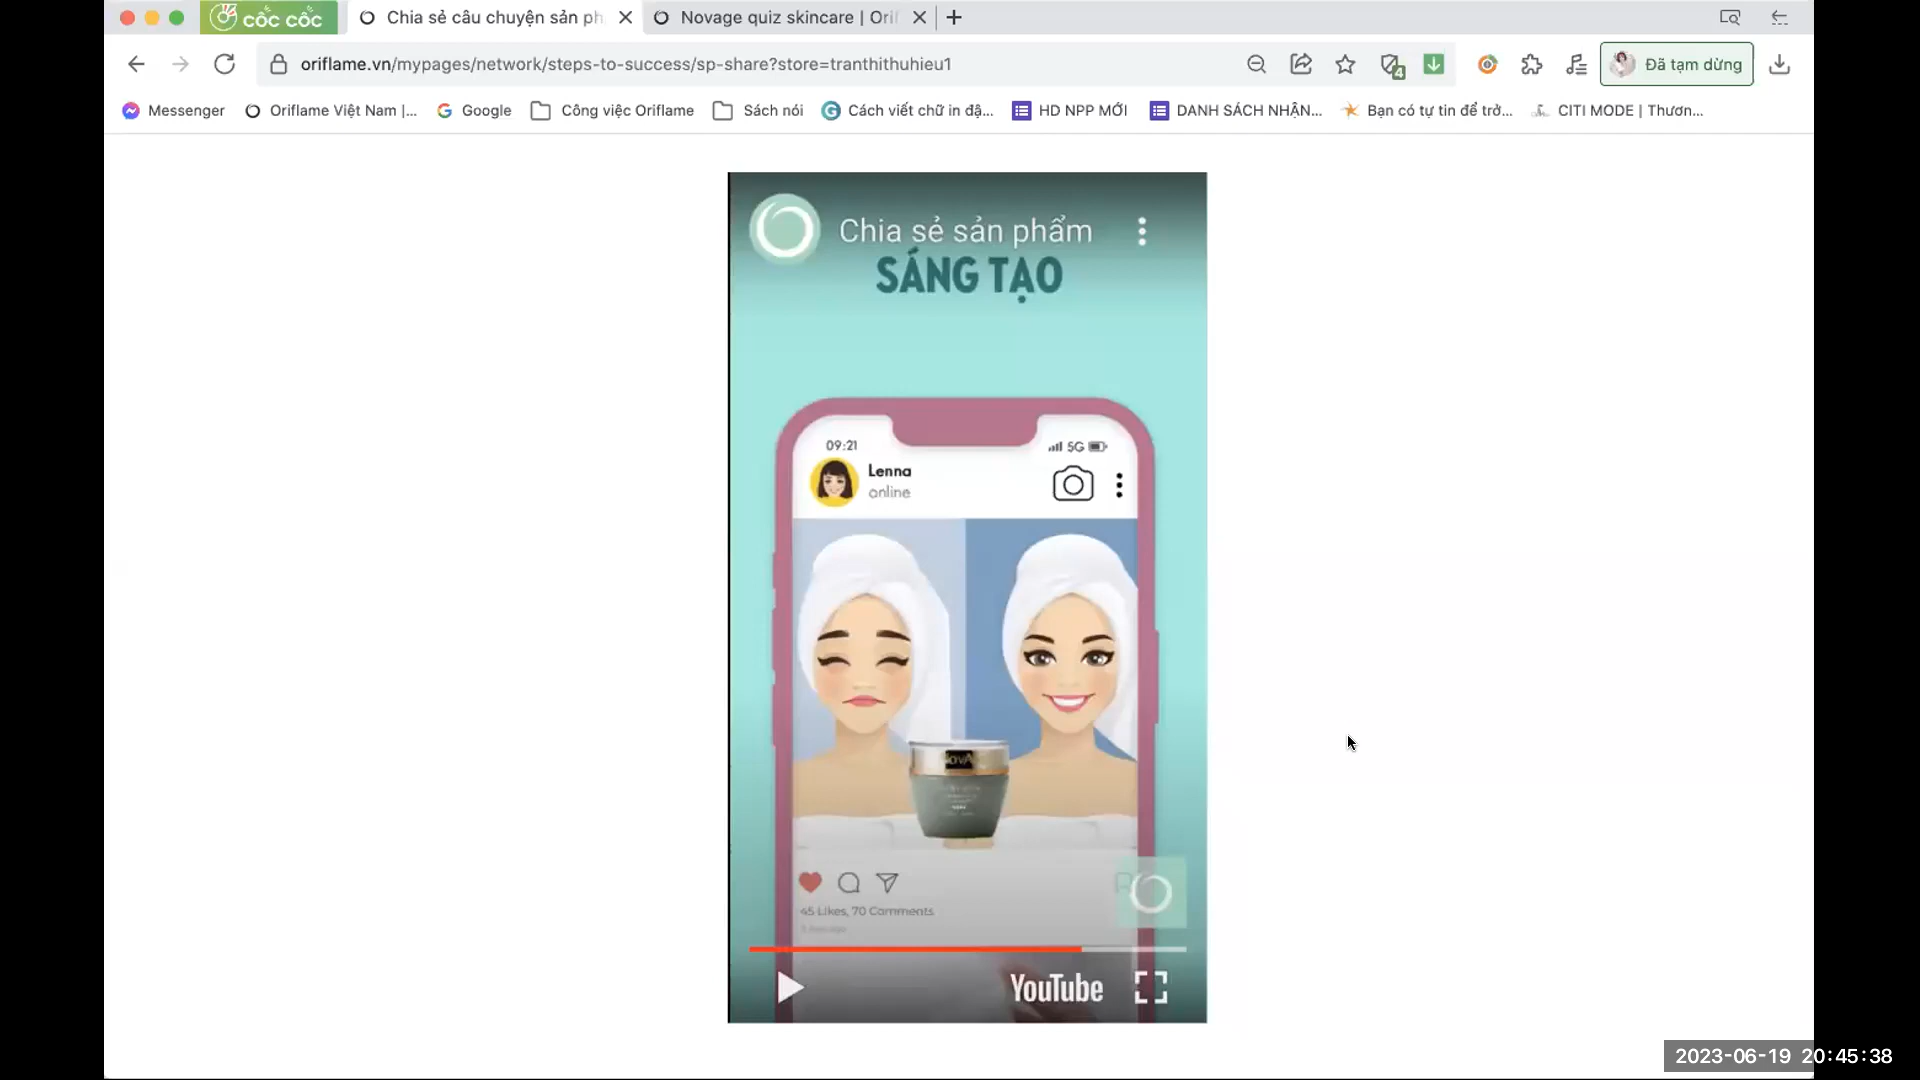 cốc cốc
Chia sẻ câu chuyện sản ph
Novage quiz skincare | Ori
oriflame.vn/mypages/network/steps-to-success/sp-share?store=tranthithuhieu1
4
Đã tạm dừng
Messenger
Oriflame Việt Nam |...
Google
Công việc Oriflame
Sách nói
Cách viết chữ in đậ...
HD NPP MỚI
DANH SÁCH NHẬN...
Bạn có tự tin để trở...
CITI MODE | Thươn...
Chia sẻ sản phẩm
SÁNG TẠO
09:21
5G
Lenna
online
45 Likes, 70 Comments
YouTube
2023-06-19 20:45:38